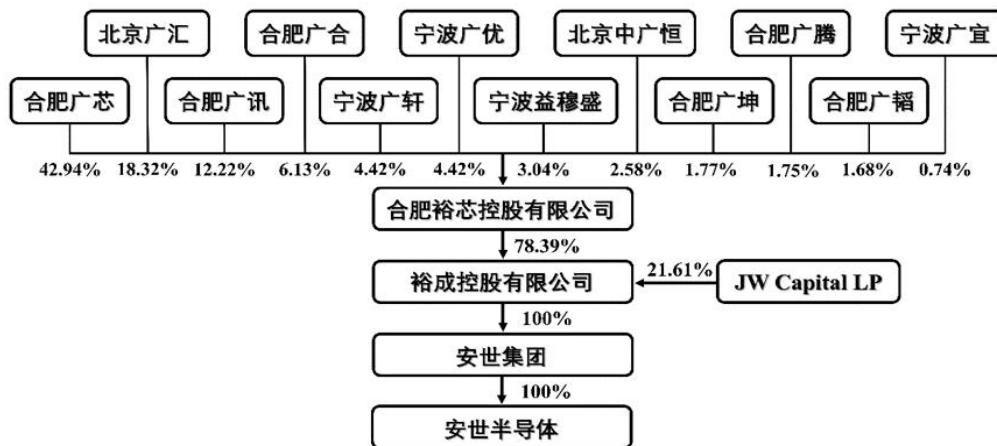 北京广汇 合肥广合 宁波广优 北京中广恒 合肥广腾 宁波广宜
合肥广芯 合肥广讯 宁波广轩 宁波益穆盛 合肥广坤 合肥广韬
42.94% 18.32% 12.22% 6.13% 4.42% 4.42% 3.04% 2.58% 1.77% 1.75% 1.68% 0.74%
合肥裕芯控股有限公司
78.39%
裕成控股有限公司 21.61% JW Capital LP
100%
安世集团
100%
安世半导体